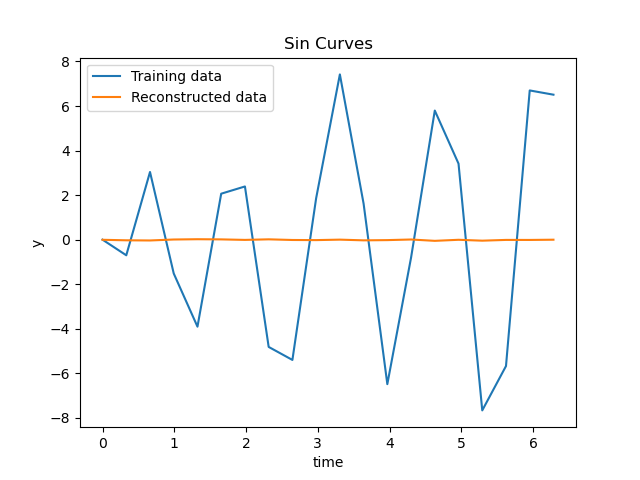 Sin Curves
Training data
Reconstructed data
8
6
4
2
0
−2
−4
−6
−8
y
0 1 2 3 4 5 6
time